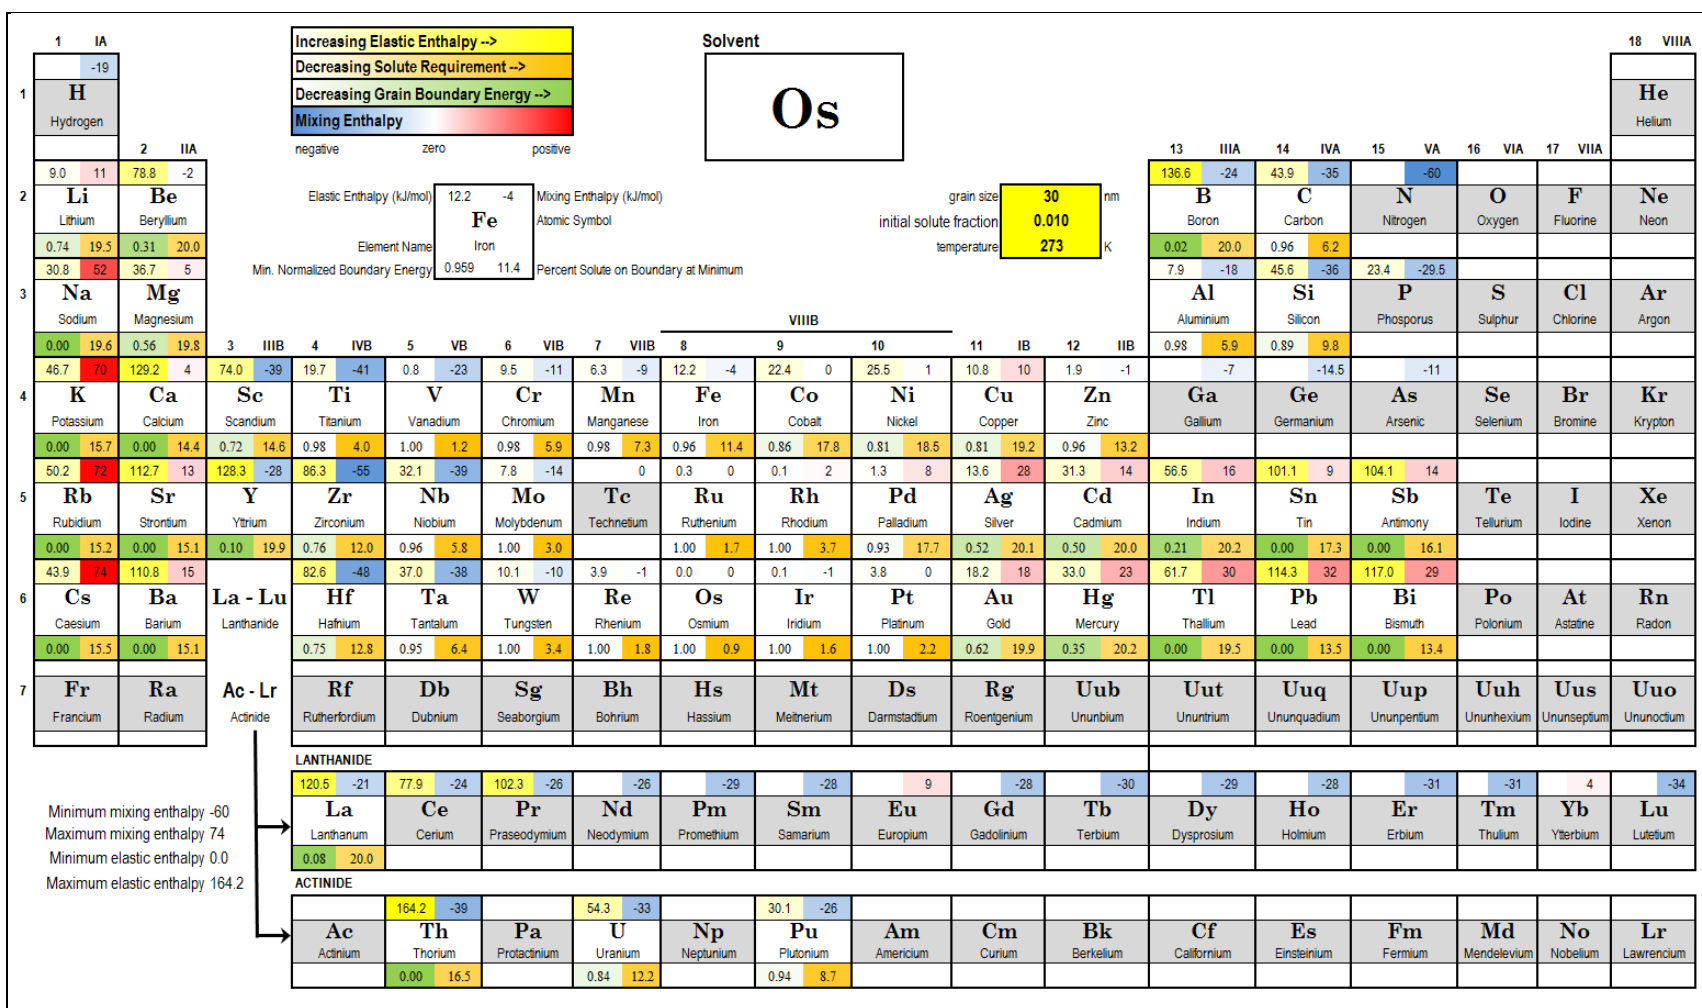 1 IA
Increasing Elastic Enthalpy -->
Solvent
18 VIIIA
-19
Decreasing Solute Requirement -->
1 H Os He
Decreasing Grain Boundary Energy -->
Hydrogen Helium
Mixing Enthalpy
2 IIA negative zero positive 13 IIIA 14 IVA 15 VA 16 VIA 17 VIIA
9.0 11 78.8 -2 136.6 -24 43.9 -35 -60
2 Li Be Elastic Enthalpy (kJ/mol) 12.2 -4 Mixing Enthalpy (kJ/mol) grain size 30 nm B C N O F Ne
Lithium Beryllium Fe Atomic Symbol initial solute fraction 0.010 Boron Carbon Nitrogen Oxygen Fluorine Neon
0.74 19.5 0.31 20.0 Element Name Iron temperature 273 K 0.02 20.0 0.96 6.2
30.8 52 36.7 5 Min. Normalized Boundary Energy 0.959 11.4 Percent Solute on Boundary at Minimum 7.9 -18 45.6 -36 23.4 -29.5
3 Na Mg Al Si P S Cl Ar
Sodium Magnesium VIIIB Aluminium Silicon Phosporus Sulphur Chlorine Argon
0.00 19.6 0.56 19.8 3 IIIB 4 IVB 5 VB 6 VIB 7 VIIB 8 9 10 11 IB 12 IIB 0.98 5.9 0.89 9.8
46.7 70 129.2 4 74.0 -39 19.7 -41 0.8 -23 9.5 -11 6.3 -9 12.2 -4 22.4 0 25.5 1 10.8 10 1.9 -1 -7 -14.5 -11
4 K Ca Sc Ti V Cr Mn Fe Co Ni Cu Zn Ga Ge As Se Br Kr
Potassium Calcium Scandium Titanium Vanadium Chromium Manganese Iron Cobalt Nickel Copper Zinc Gallium Germanium Arsenic Selenium Bromine Krypton
0.00 15.7 0.00 14.4 0.72 14.6 0.98 4.0 1.00 1.2 0.98 5.9 0.98 7.3 0.96 11.4 0.86 17.8 0.81 18.5 0.81 19.2 0.96 13.2
50.2 72 112.7 13 128.3 -28 86.3 -55 32.1 -39 7.8 -14 0 0.3 0 0.1 2 1.3 8 13.6 28 31.3 14 56.5 16 101.1 9 104.1 14
5 Rb Sr Y Zr Nb Mo Tc Ru Rh Pd Ag Cd In Sn Sb Te I Xe
Rubidium Strontium Yttrium Zirconium Niobium Molybdenum Technetium Ruthenium Rhodium Palladium Silver Cadmium Indium Tin Antimony Tellurium Iodine Xenon
0.00 15.2 0.00 15.1 0.10 19.9 0.76 12.0 0.96 5.8 1.00 3.0 1.00 1.7 1.00 3.7 0.93 17.7 0.52 20.1 0.50 20.0 0.21 20.2 0.00 17.3 0.00 16.1
43.9 74 110.8 15 82.6 -48 37.0 -38 10.1 -10 3.9 -1 0.0 0 0.1 -1 3.8 0 18.2 18 33.0 23 61.7 30 114.3 32 117.0 29
6 Cs Ba La - Lu Hf Ta W Re Os Ir Pt Au Hg Tl Pb Bi Po At Rn
Caesium Barium Lanthanide Hafnium Tantalum Tungsten Rhenium Osmium Iridium Platinum Gold Mercury Thallium Lead Bismuth Polonium Astatine Radon
0.00 15.5 0.00 15.1 0.75 12.8 0.95 6.4 1.00 3.4 1.00 1.8 1.00 0.9 1.00 1.6 1.00 2.2 0.62 19.9 0.35 20.2 0.00 19.5 0.00 13.5 0.00 13.4
7 Fr Ra Ac - Lr Rf Db Sg Bh Hs Mt Ds Rg Uub Uut Uuq Uup Uuh Uus Uuo
Francium Radium Actinide Rutherfordium Dubnium Seaborgium Bohrium Hassium Meitnerium Darmstadtium Roentgenium Ununbium Ununtrium Ununquadium Ununpentium Ununhexium Ununseptium Ununoctium
LANTHANIDE
120.5 -21 77.9 -24 102.3 -26 -26 -29 -28 9 -28 -30 -29 -28 -31 -31 4 -34
Minimum mixing enthalpy -60 La Ce Pr Nd Pm Sm Eu Gd Tb Dy Ho Er Tm Yb Lu
Maximum mixing enthalpy 74 Lanthanum Cerium Praseodymium Neodymium Promethium Samarium Europium Gadolinium Terbium Dysprosium Holmium Erbium Thulium Ytterbium Lutetium
Minimum elastic enthalpy 0.0 0.08 20.0
Maximum elastic enthalpy 164.2 ACTINIDE
164.2 -39 54.3 -33 30.1 -26
Ac Th Pa U Np Pu Am Cm Bk Cf Es Fm Md No Lr
Actinium Thorium Protactinium Uranium Neptunium Plutonium Americium Curium Berkelium Californium Einsteinium Fermium Mendelevium Nobelium Lawrencium
0.00 16.5 0.84 12.2 0.94 8.7